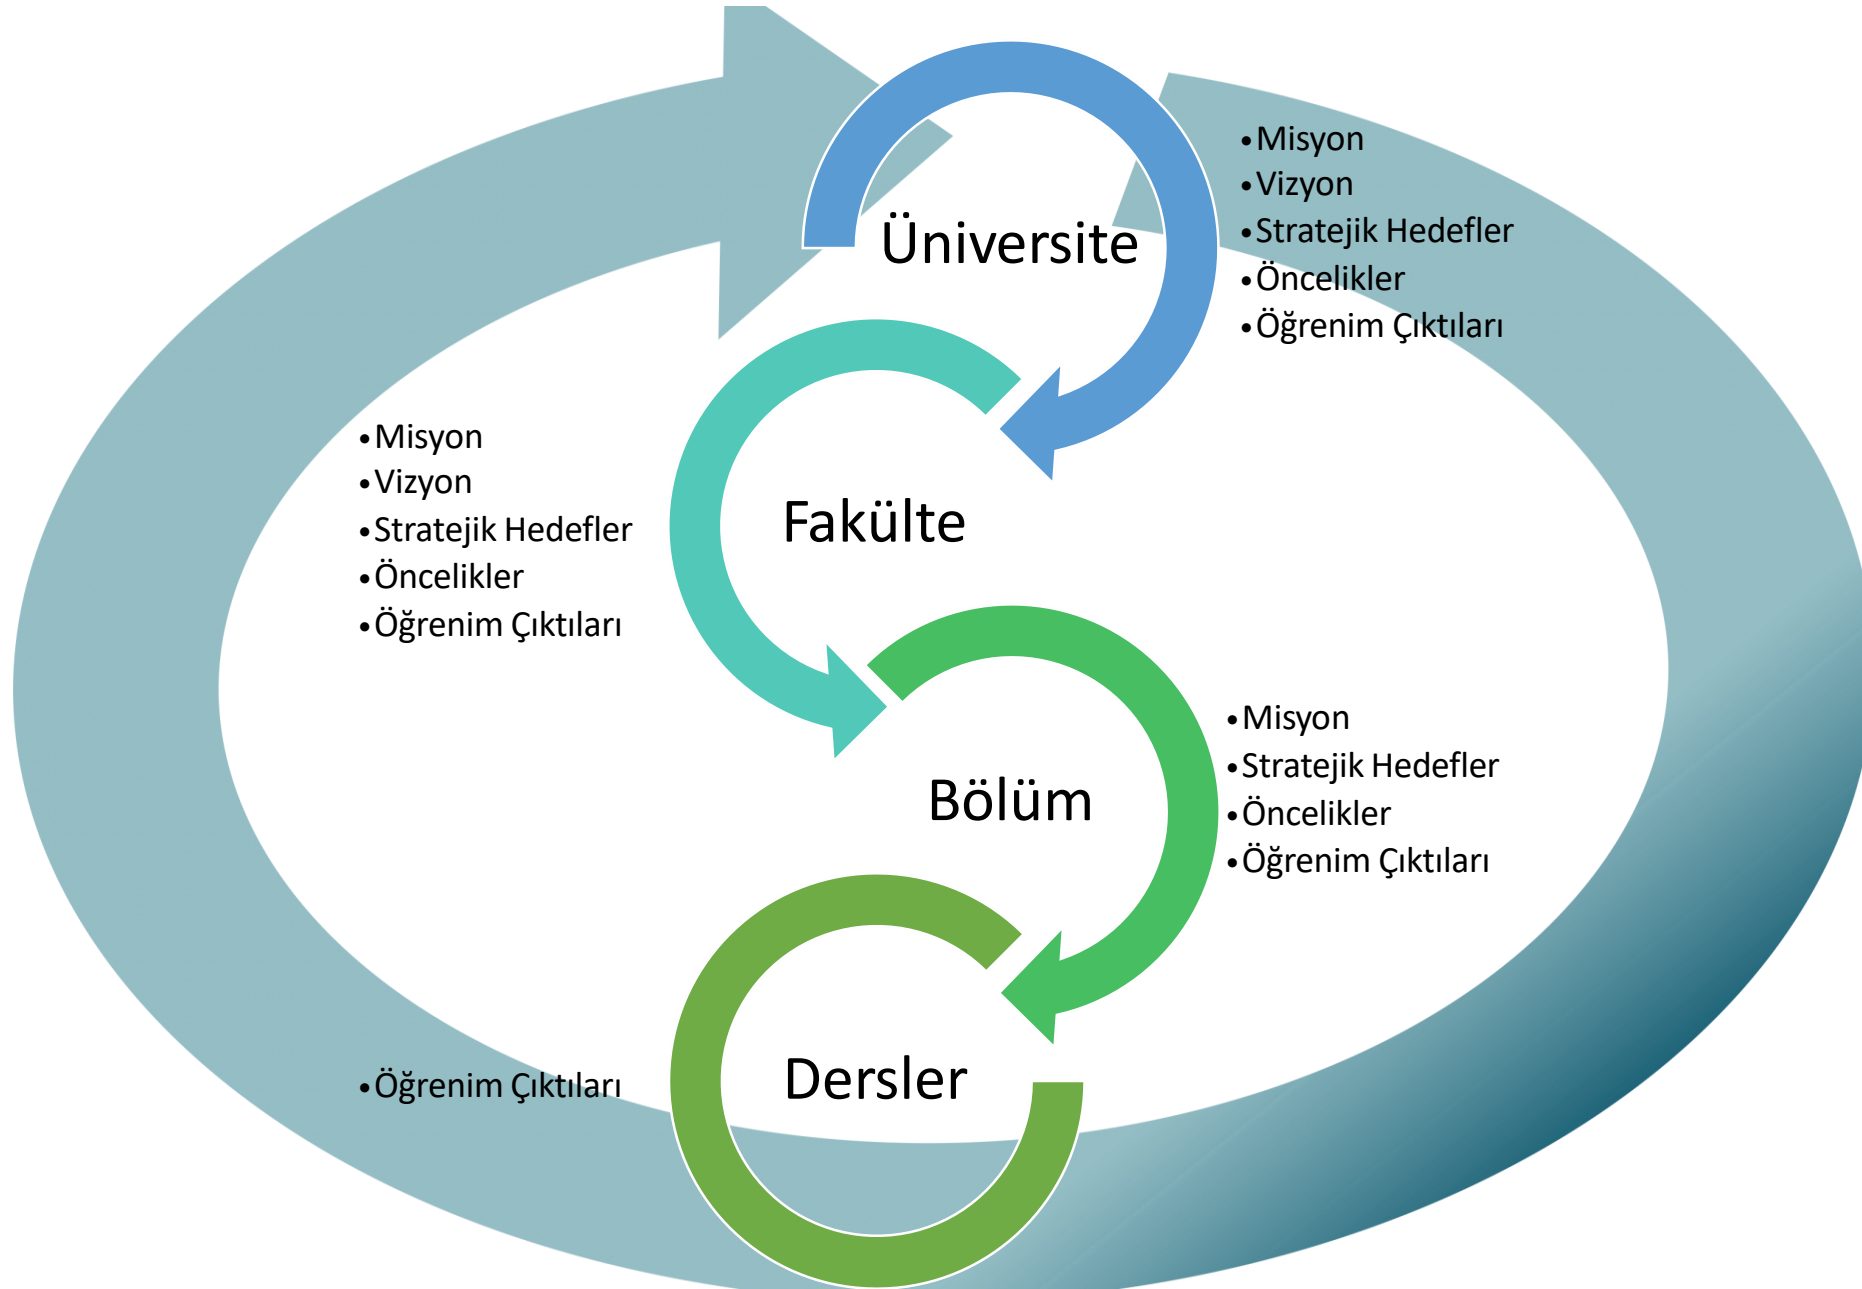 Üniversite
•Misyon
•Vizyon
•Stratejik Hedefler
•Öncelikler
•Öğrenim Çıktıları
Fakülte
•Misyon
•Vizyon
•Stratejik Hedefler
•Öncelikler
•Öğrenim Çıktıları
Bölüm
•Misyon
•Stratejik Hedefler
•Öncelikler
•Öğrenim Çıktıları
Dersler
•Öğrenim Çıktıları